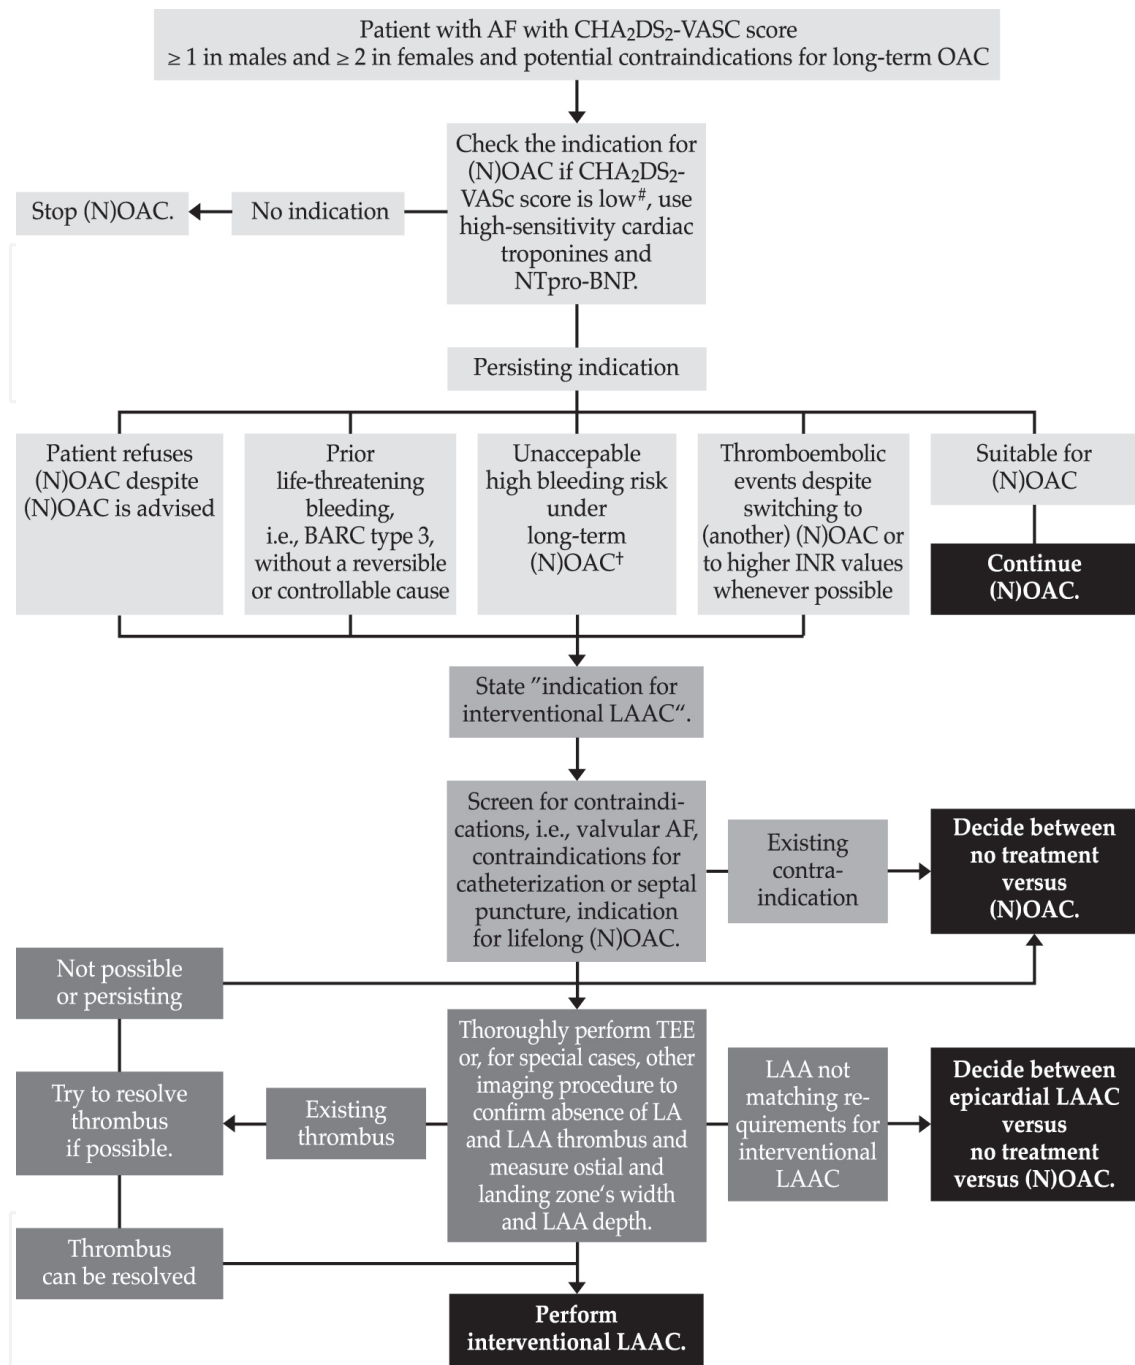 Patient with AF with CHA₂DS₂-VASC score
≥ 1 in males and ≥ 2 in females and potential contraindications for long-term OAC
Check the indication for
(N)OAC if CHA₂DS₂-
VASc score is low#, use
high-sensitivity cardiac
troponines and
NTpro-BNP.
No indication
Stop (N)OAC.
Persisting indication
Patient refuses
(N)OAC despite
(N)OAC is advised
Prior
life-threatening
bleeding,
i.e., BARC type 3,
without a reversible
or controllable cause
Unaccepable
high bleeding risk
under
long-term
(N)OAC†
Thromboembolic
events despite
switching to
(another) (N)OAC or
to higher INR values
whenever possible
Suitable for
(N)OAC
Continue
(N)OAC.
State ”indication for
interventional LAAC“.
Screen for contraindi-
cations, i.e., valvular AF,
contraindications for
catheterization or septal
puncture, indication
for lifelong (N)OAC.
Existing
contra-
indication
Decide between
no treatment
versus
(N)OAC.
Not possible
or persisting
Thoroughly perform TEE
or, for special cases, other
imaging procedure to
confirm absence of LA
and LAA thrombus and
measure ostial and
landing zone‘s width
and LAA depth.
Existing
thrombus
Try to resolve
thrombus
if possible.
LAA not
matching re-
quirements for
interventional
LAAC
Decide between
epicardial LAAC
versus
no treatment
versus (N)OAC.
Thrombus
can be resolved
Perform
interventional LAAC.